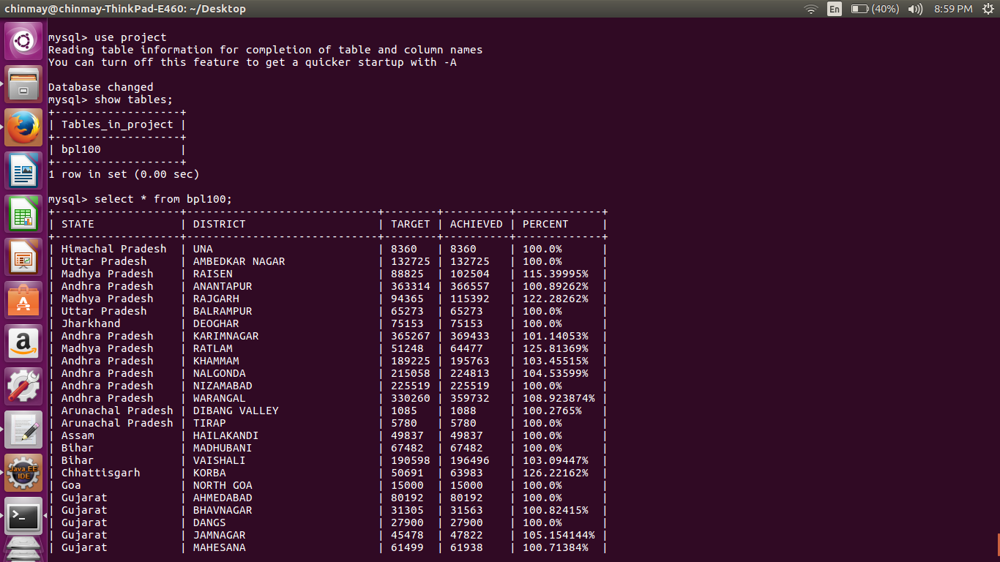 chinmay@chinmay-ThinkPad-E460: ~/Desktop En (40%) 8:59 PM
mysql> use project
Reading table information for completion of table and column names
You can turn off this feature to get a quicker startup with -A
Database changed
mysql> show tables;
+-------------------+
| Tables_in_project |
+-------------------+
| bpl100            |
+-------------------+
1 row in set (0.00 sec)
mysql> select * from bpl100;
+-------------------+-----------------------------+--------+----------+-------------+
| STATE             | DISTRICT                    | TARGET | ACHIEVED | PERCENT     |
+-------------------+-----------------------------+--------+----------+-------------+
| Himachal Pradesh  | UNA                         | 8360   | 8360     | 100.0%      |
| Uttar Pradesh     | AMBEDKAR NAGAR              | 132725 | 132725   | 100.0%      |
| Madhya Pradesh    | RAISEN                      | 88825  | 102504   | 115.39995%  |
| Andhra Pradesh    | ANANTAPUR                   | 363314 | 366557   | 100.89262%  |
| Madhya Pradesh    | RAJGARH                     | 94365  | 115392   | 122.28262%  |
| Uttar Pradesh     | BALRAMPUR                   | 65273  | 65273    | 100.0%      |
| Jharkhand         | DEOGHAR                     | 75153  | 75153    | 100.0%      |
| Andhra Pradesh    | KARIMNAGAR                  | 365267 | 369433   | 101.14053%  |
| Madhya Pradesh    | RATLAM                      | 51248  | 64477    | 125.81369%  |
| Andhra Pradesh    | KHAMMAM                     | 189225 | 195763   | 103.45515%  |
| Andhra Pradesh    | NALGONDA                    | 215058 | 224813   | 104.53599%  |
| Andhra Pradesh    | NIZAMABAD                   | 225519 | 225519   | 100.0%      |
| Andhra Pradesh    | WARANGAL                    | 330260 | 359732   | 108.923874% |
| Arunachal Pradesh | DIBANG VALLEY               | 1085   | 1088     | 100.2765%   |
| Arunachal Pradesh | TIRAP                       | 5780   | 5780     | 100.0%      |
| Assam             | HAILAKANDI                  | 49837  | 49837    | 100.0%      |
| Bihar             | MADHUBANI                   | 67482  | 67482    | 100.0%      |
| Bihar             | VAISHALI                    | 190598 | 196496   | 103.09447%  |
| Chhattisgarh      | KORBA                       | 50691  | 63983    | 126.22162%  |
| Goa               | NORTH GOA                   | 15000  | 15000    | 100.0%      |
| Gujarat           | AHMEDABAD                   | 80192  | 80192    | 100.0%      |
| Gujarat           | BHAVNAGAR                   | 31305  | 31563    | 100.82415%  |
| Gujarat           | DANGS                       | 27900  | 27900    | 100.0%      |
| Gujarat           | JAMNAGAR                    | 45478  | 47822    | 105.154144% |
| Gujarat           | MAHESANA                    | 61499  | 61938    | 100.71384%  |
a
Java EE
IDE
>_